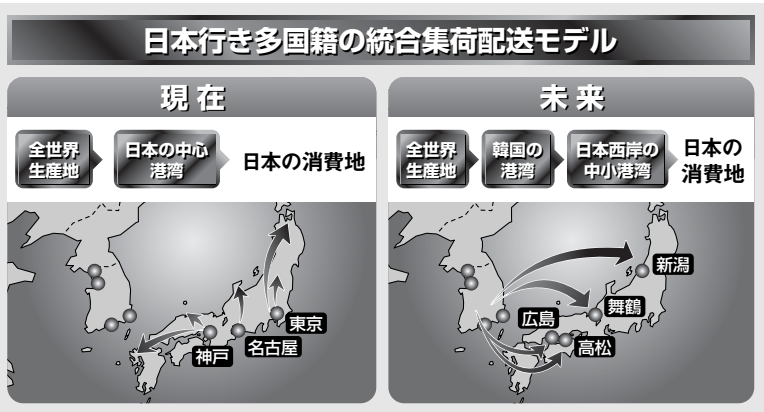 日本行き多国籍の統合集荷配送モデル
現在
全世界
生産地
日本の中心
港湾
日本の消費地
東京
名古屋
神戸
未来
全世界
生産地
韓国の
港湾
日本西岸の
中小港湾
日本の
消費地
新潟
舞鶴
広島
高松